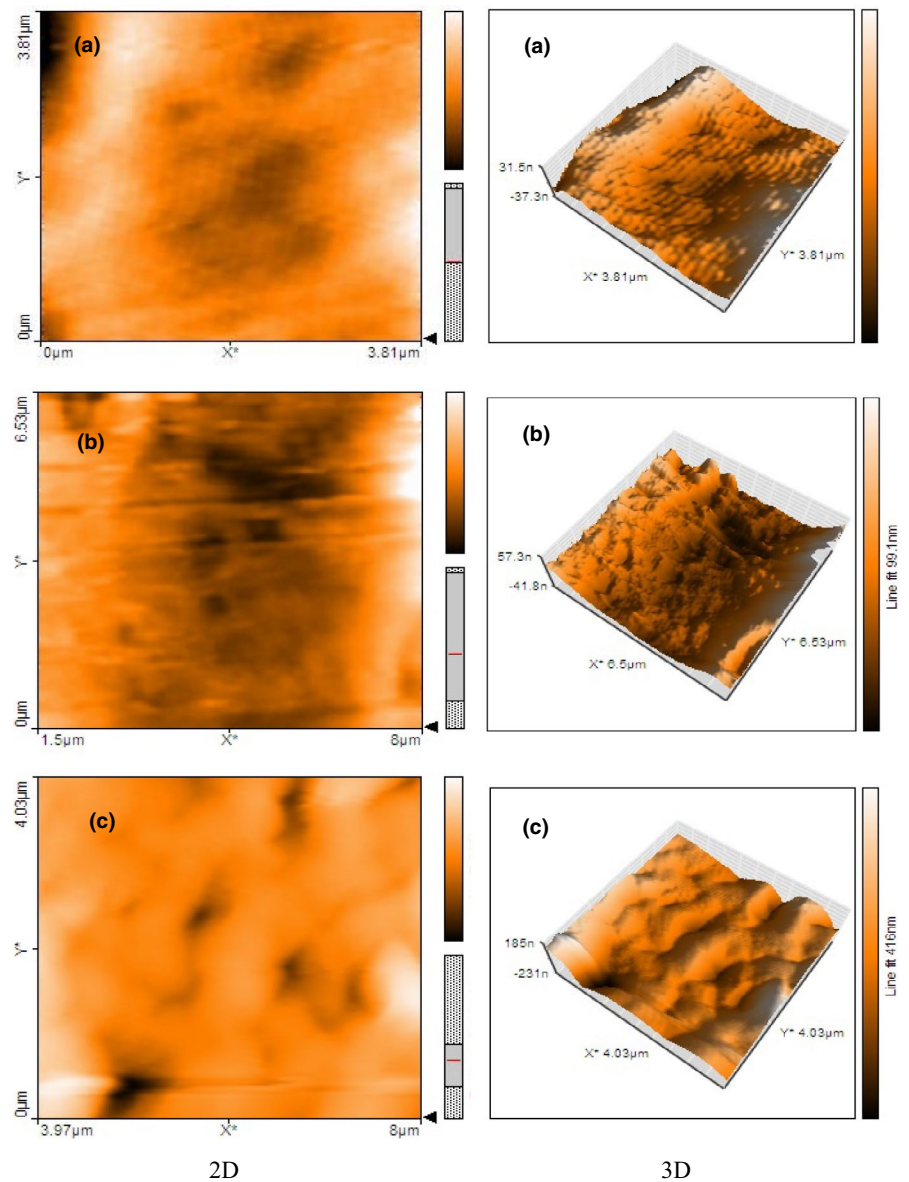 3.81µm
(a)
Y*
0µm
0µm X* 3.81µm
(a)
31.5n
-37.3n
X* 3.81µm
Y* 3.81µm
6.53µm
(b)
Y*
0µm
1.5µm X* 8µm
(b)
57.3n
-41.8n
X* 6.5µm
Y* 6.53µm
Line fit 99.1nm
4.03µm
(c)
Y*
0µm
3.97µm X* 8µm
(c)
185n
-231n
X* 4.03µm
Y* 4.03µm
Line fit 416nm
2D 3D